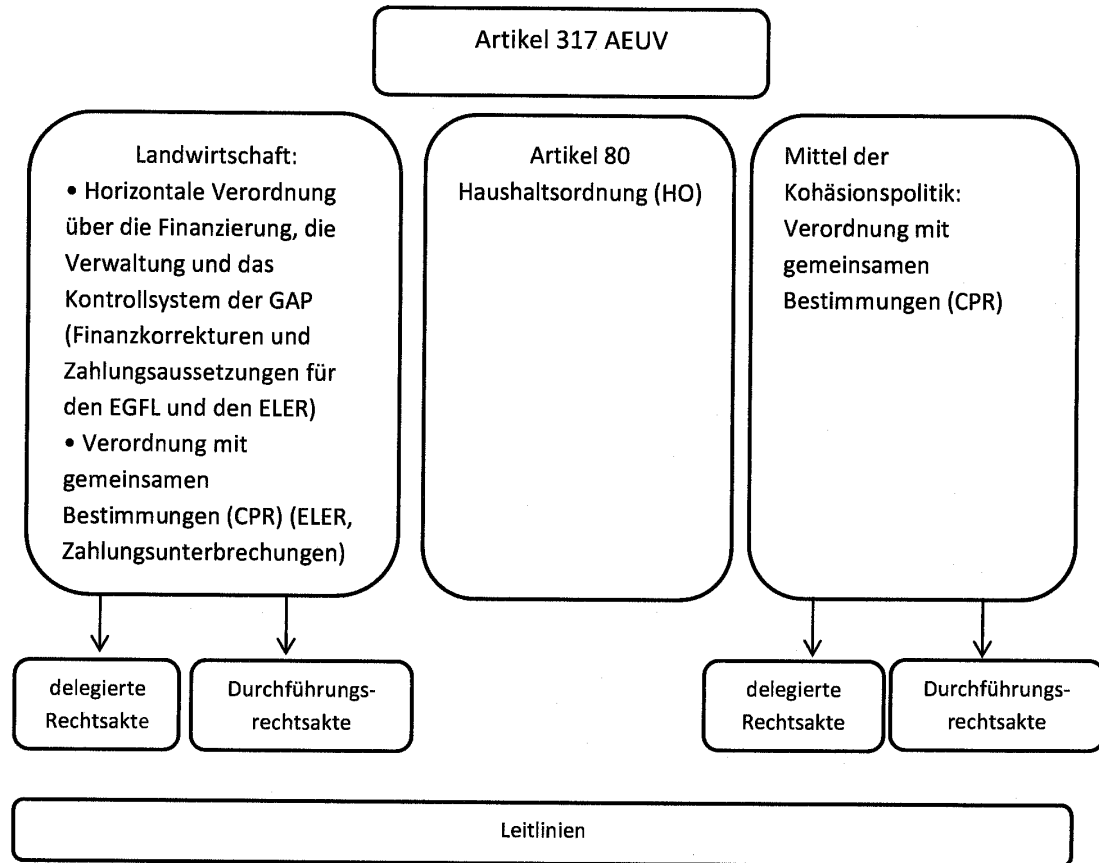 Artikel 317 AEUV
Landwirtschaft:
• Horizontale Verordnung
über die Finanzierung, die
Verwaltung und das
Kontrollsystem der GAP
(Finanzkorrekturen und
Zahlungsaussetzungen für
den EGFL und den ELER)
• Verordnung mit
gemeinsamen
Bestimmungen (CPR) (ELER,
Zahlungsunterbrechungen)
Artikel 80
Haushaltsordnung (HO)
Mittel der
Kohäsionspolitik:
Verordnung mit
gemeinsamen
Bestimmungen (CPR)
delegierte
Rechtsakte
Durchführungs-
rechtsakte
delegierte
Rechtsakte
Durchführungs-
rechtsakte
Leitlinien